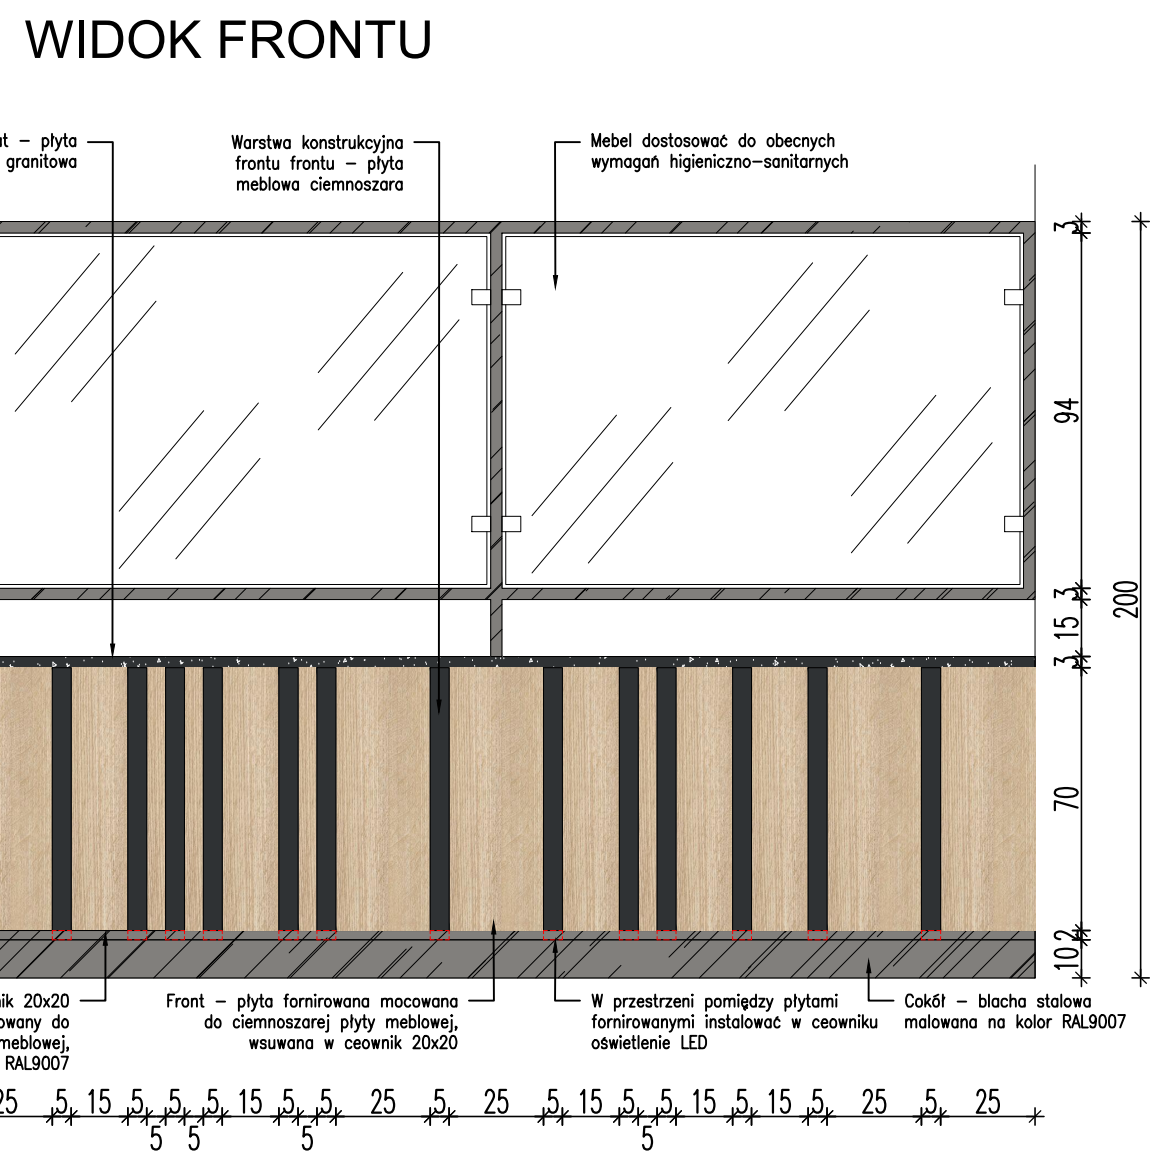 WIDOK FRONTU
płyta
granitowa
Warstwa konstrukcyjna
frontu frontu – płyta
meblowa ciemnoszara
Mebel dostosować do obecnych
wymagań higieniczno–sanitarnych
3
94
3
15
3
70
2
10
200
20x20
do
RAL9007
Front – płyta fornirowana mocowana
do ciemnoszarej płyty meblowej,
wsuwana w ceownik 20x20
W przestrzeni pomiędzy płytami
fornirowanymi instalować w ceowniku
oświetlenie LED
Cokół – blacha stalowa
malowana na kolor RAL9007
25 5 15 5 5 5 15 5 5 25 5 25 5 15 5 5 15 5 15 5 25 5 25
5 5 5 5